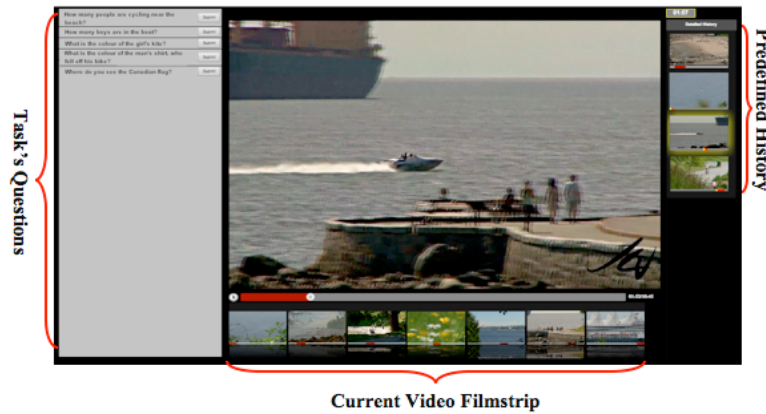 How many people are cycling near the
beach?
How many boys are in the boat?
What is the colour of the girl's kite?
What is the colour of the man's shirt, who
fell off his bike?
Where do you see the Canadian flag?
01:07
Detailed History
Task's Questions
Predefined History
Current Video Filmstrip